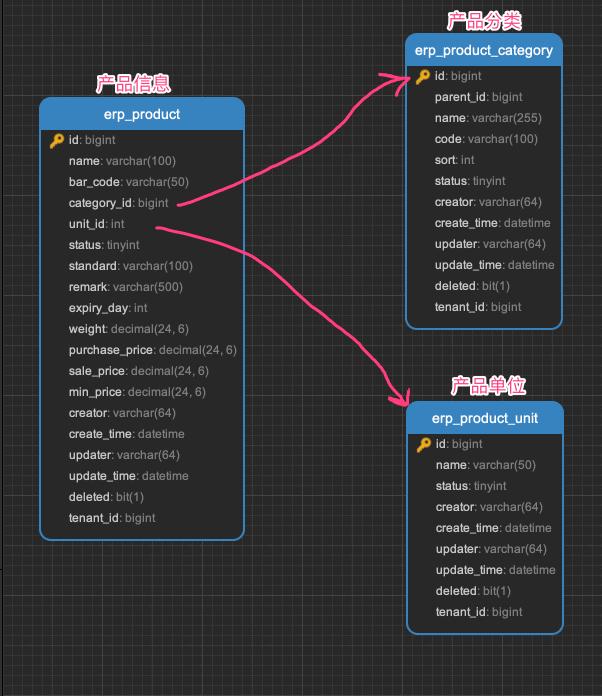 产品信息
erp_product
id: bigint
name: varchar(100)
bar_code: varchar(50)
category_id: bigint
unit_id: int
status: tinyint
standard: varchar(100)
remark: varchar(500)
expiry_day: int
weight: decimal(24, 6)
purchase_price: decimal(24, 6)
sale_price: decimal(24, 6)
min_price: decimal(24, 6)
creator: varchar(64)
create_time: datetime
updater: varchar(64)
update_time: datetime
deleted: bit(1)
tenant_id: bigint
产品分类
erp_product_category
id: bigint
parent_id: bigint
name: varchar(255)
code: varchar(100)
sort: int
status: tinyint
creator: varchar(64)
create_time: datetime
updater: varchar(64)
update_time: datetime
deleted: bit(1)
tenant_id: bigint
产品单位
erp_product_unit
id: bigint
name: varchar(50)
status: tinyint
creator: varchar(64)
create_time: datetime
updater: varchar(64)
update_time: datetime
deleted: bit(1)
tenant_id: bigint